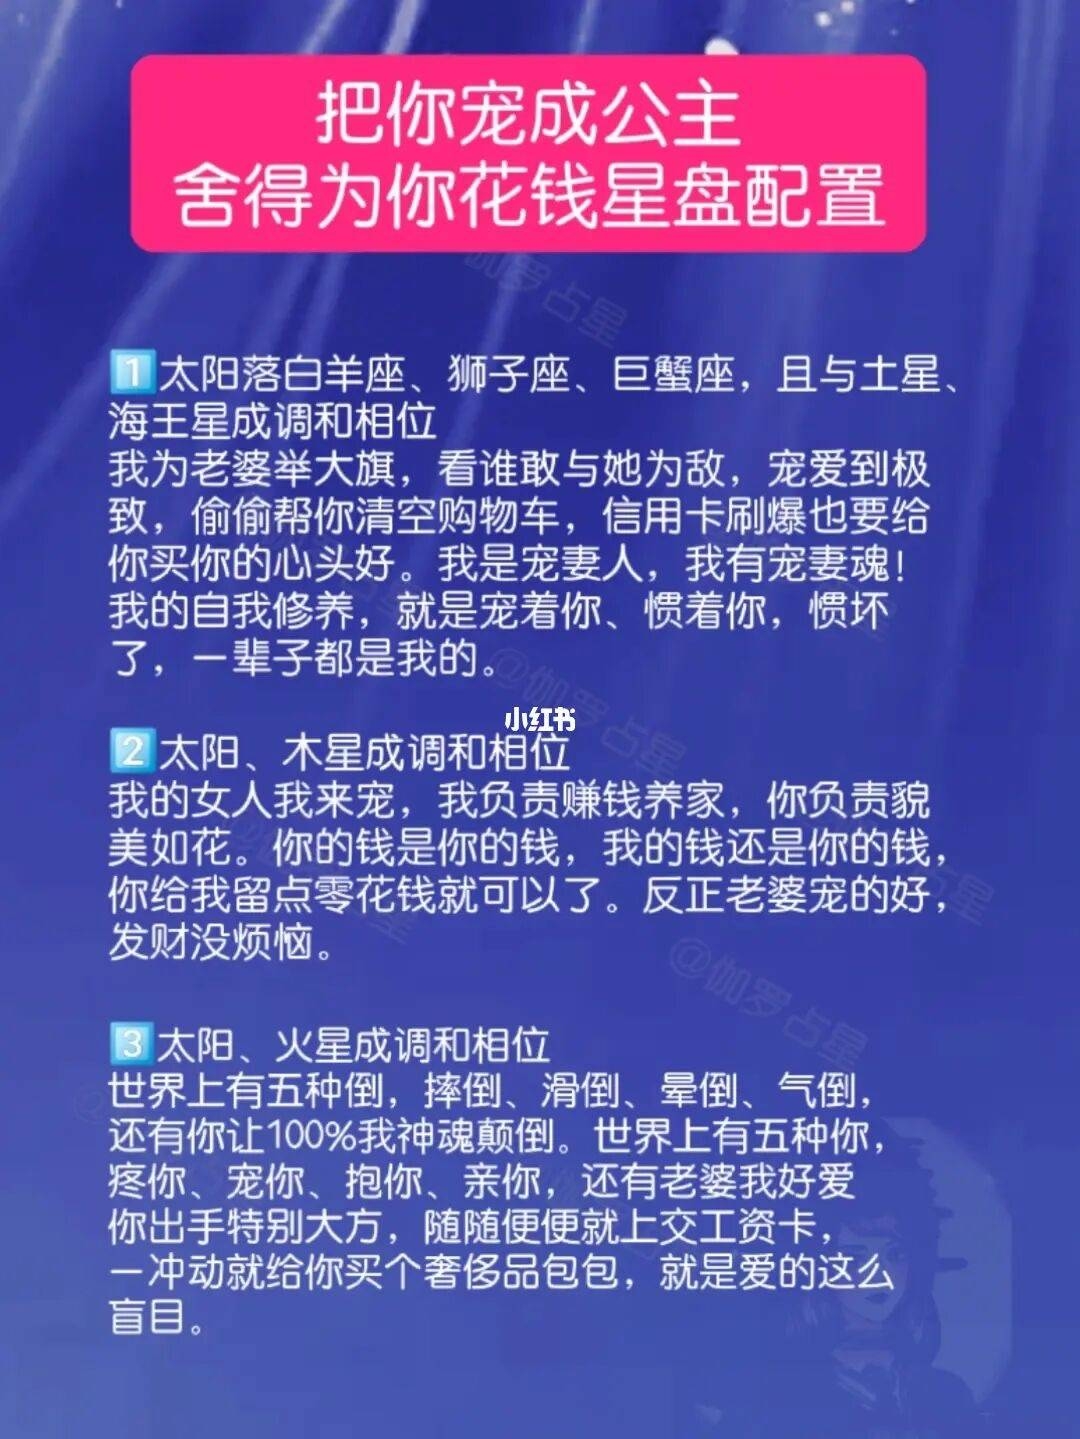 把你宠成公主
舍得为你花钱星盘配置
伽罗占星
1️⃣太阳落白羊座、狮子座、巨蟹座，且与土星、
海王星成调和相位
我为老婆举大旗，看谁敢与她为敌，宠爱到极
致，偷偷帮你清空购物车，信用卡刷爆也要给
你买你的心头好。我是宠妻人，我有宠妻魂！
我的自我修养，就是宠着你、惯着你，惯坏
了，一辈子都是我的。
@伽罗占星
小红书
2️⃣太阳、木星成调和相位
我的女人我来宠，我负责赚钱养家，你负责貌
美如花。你的钱是你的钱，我的钱还是你的钱，
你给我留点零花钱就可以了。反正老婆宠的好，
发财没烦恼。
@伽罗占星
3️⃣太阳、火星成调和相位
世界上有五种倒，摔倒、滑倒、晕倒、气倒，
还有你让100%我神魂颠倒。世界上有五种你，
疼你、宠你、抱你、亲你，还有老婆我好爱
你出手特别大方，随随便便就上交工资卡，
一冲动就给你买个奢侈品包包，就是爱的这么
盲目。